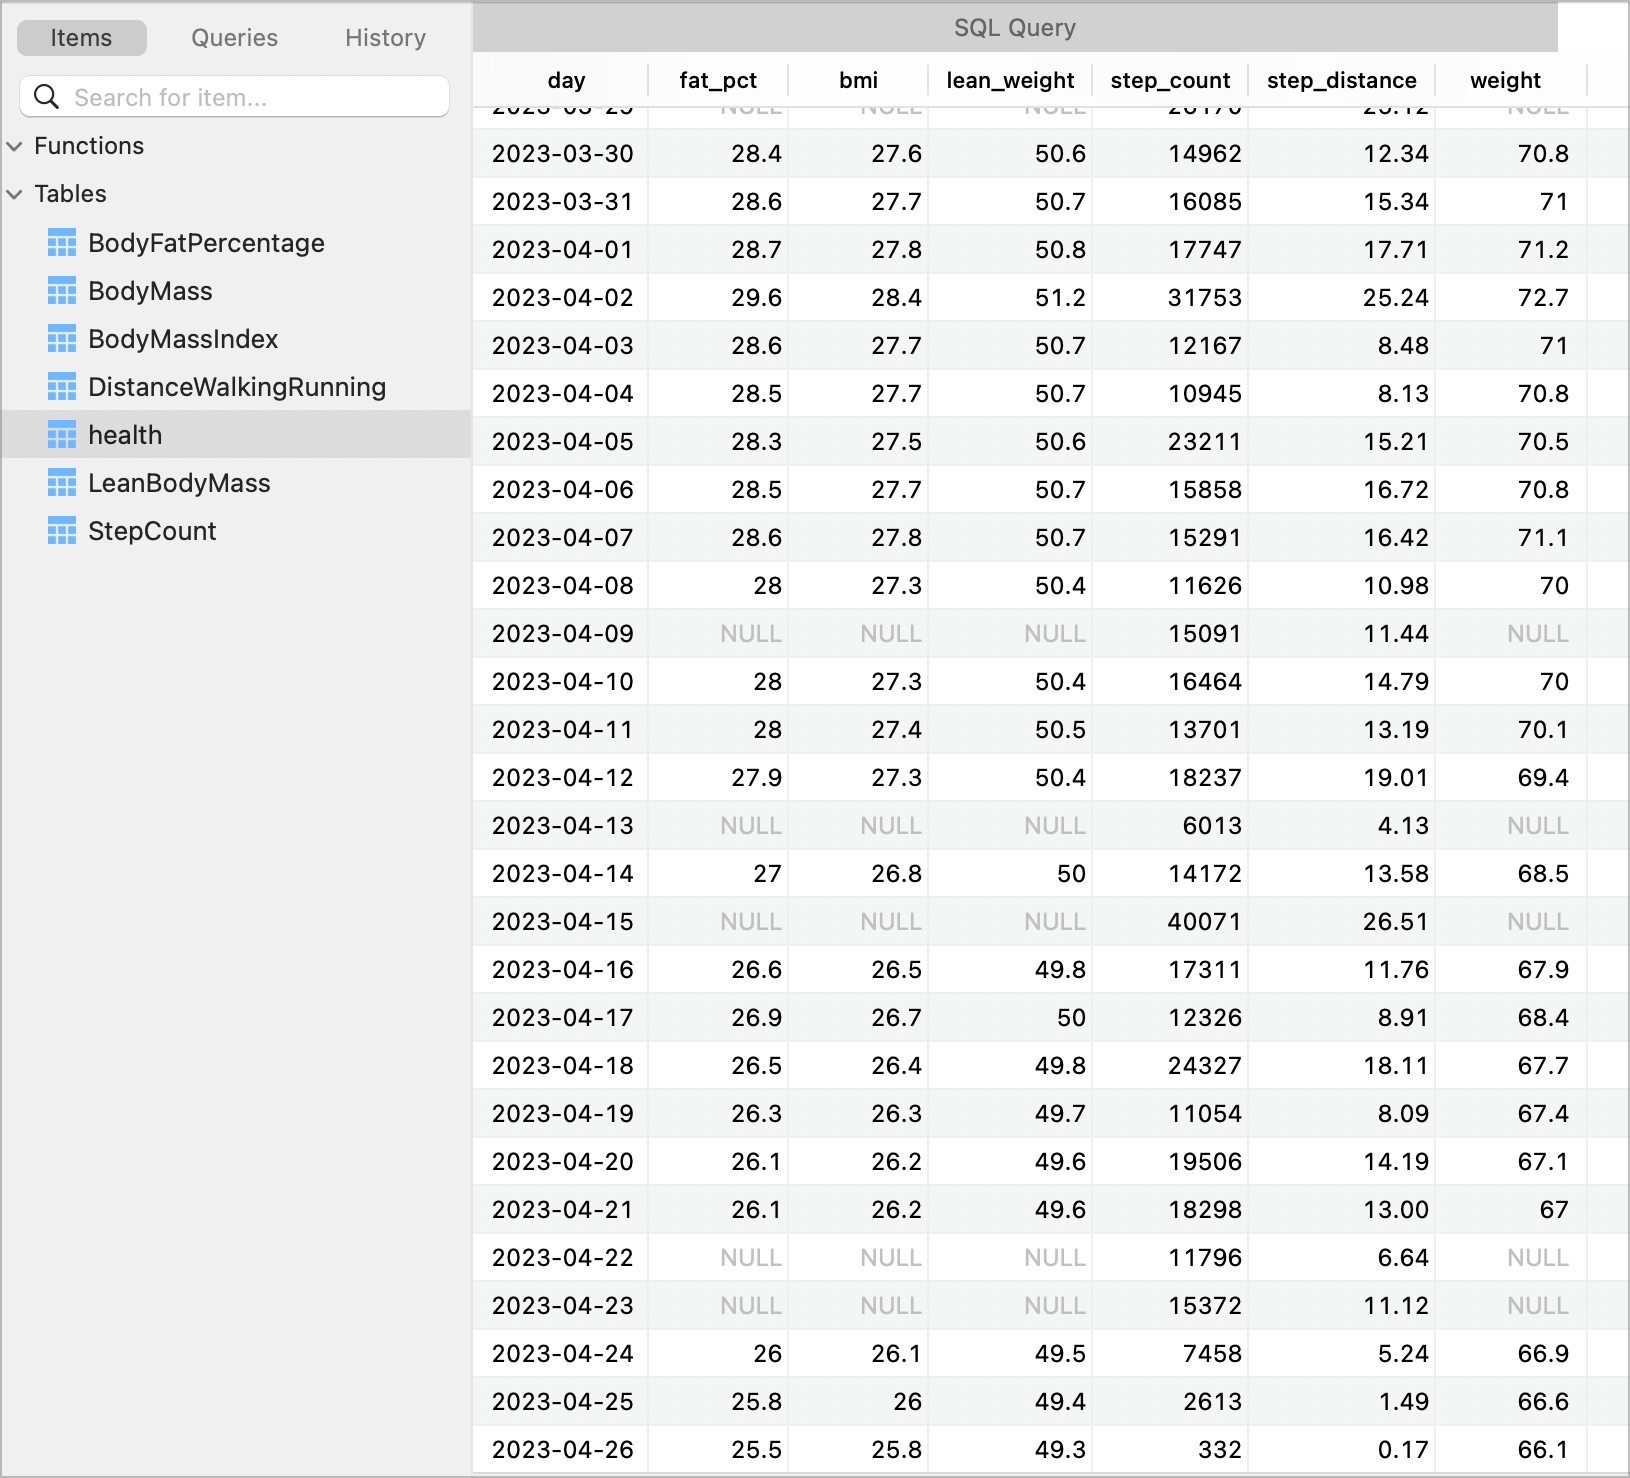 Items Queries History
Search for item...
Functions
Tables
BodyFatPercentage
BodyMass
BodyMassIndex
DistanceWalkingRunning
health
LeanBodyMass
StepCount
SQL Query
day fat_pct bmi lean_weight step_count step_distance weight
2023-03-29 NULL NULL NULL 26170 23.12 NULL
2023-03-30 28.4 27.6 50.6 14962 12.34 70.8
2023-03-31 28.6 27.7 50.7 16085 15.34 71
2023-04-01 28.7 27.8 50.8 17747 17.71 71.2
2023-04-02 29.6 28.4 51.2 31753 25.24 72.7
2023-04-03 28.6 27.7 50.7 12167 8.48 71
2023-04-04 28.5 27.7 50.7 10945 8.13 70.8
2023-04-05 28.3 27.5 50.6 23211 15.21 70.5
2023-04-06 28.5 27.7 50.7 15858 16.72 70.8
2023-04-07 28.6 27.8 50.7 15291 16.42 71.1
2023-04-08 28 27.3 50.4 11626 10.98 70
2023-04-09 NULL NULL NULL 15091 11.44 NULL
2023-04-10 28 27.3 50.4 16464 14.79 70
2023-04-11 28 27.4 50.5 13701 13.19 70.1
2023-04-12 27.9 27.3 50.4 18237 19.01 69.4
2023-04-13 NULL NULL NULL 6013 4.13 NULL
2023-04-14 27 26.8 50 14172 13.58 68.5
2023-04-15 NULL NULL NULL 40071 26.51 NULL
2023-04-16 26.6 26.5 49.8 17311 11.76 67.9
2023-04-17 26.9 26.7 50 12326 8.91 68.4
2023-04-18 26.5 26.4 49.8 24327 18.11 67.7
2023-04-19 26.3 26.3 49.7 11054 8.09 67.4
2023-04-20 26.1 26.2 49.6 19506 14.19 67.1
2023-04-21 26.1 26.2 49.6 18298 13.00 67
2023-04-22 NULL NULL NULL 11796 6.64 NULL
2023-04-23 NULL NULL NULL 15372 11.12 NULL
2023-04-24 26 26.1 49.5 7458 5.24 66.9
2023-04-25 25.8 26 49.4 2613 1.49 66.6
2023-04-26 25.5 25.8 49.3 332 0.17 66.1